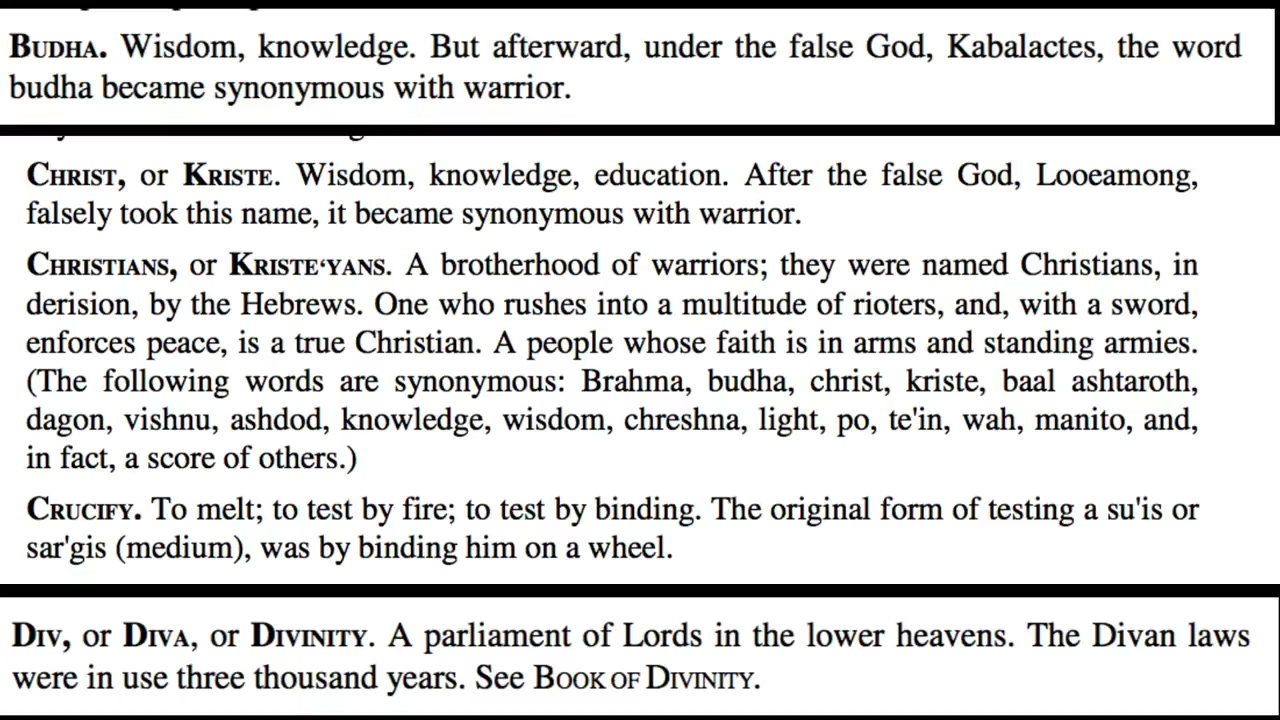 BUDHA. Wisdom, knowledge. But afterward, under the false God, Kabalactes, the word
budha became synonymous with warrior.
CHRIST, or KRISTE. Wisdom, knowledge, education. After the false God, Looeamong,
falsely took this name, it became synonymous with warrior.
CHRISTIANS, or KRISTE‘YANS. A brotherhood of warriors; they were named Christians, in
derision, by the Hebrews. One who rushes into a multitude of rioters, and, with a sword,
enforces peace, is a true Christian. A people whose faith is in arms and standing armies.
(The following words are synonymous: Brahma, budha, christ, kriste, baal ashtaroth,
dagon, vishnu, ashdod, knowledge, wisdom, chreshna, light, po, te'in, wah, manito, and,
in fact, a score of others.)
CRUCIFY. To melt; to test by fire; to test by binding. The original form of testing a su'is or
sar'gis (medium), was by binding him on a wheel.
DIV, or DIVA, or DIVINITY. A parliament of Lords in the lower heavens. The Divan laws
were in use three thousand years. See BOOK OF DIVINITY.